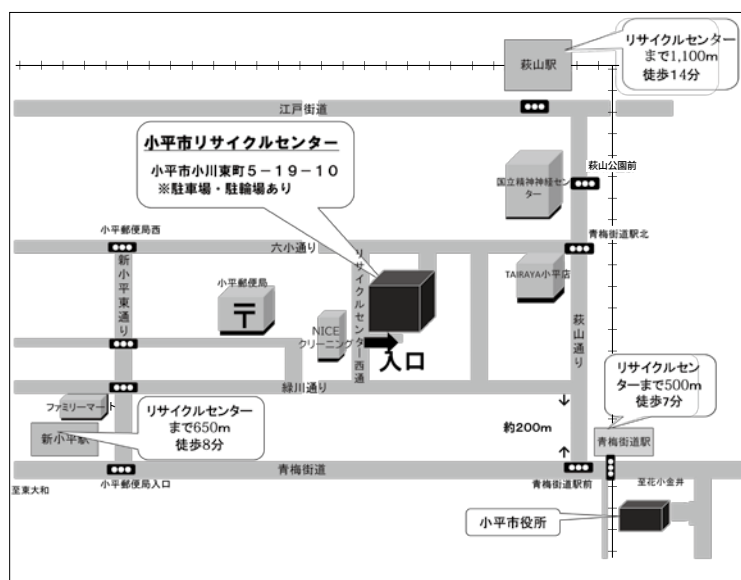 萩山駅
リサイクルセンター
まで1,100m
徒歩14分
江戸街道
小平市リサイクルセンター
小平市小川東町5-19-10
※駐車場・駐輪場あり
国立精神神経セン
ター
萩山公園前
小平郵便局西
六小通り
青梅街道駅北
新小平東通り
小平郵便局
リサイクルセンター西通り
TAIRAYA小平店
NICE
クリーニング
入口
萩山通り
緑川通り
リサイクルセン
ターまで500m
徒歩7分
ファミリーマート
リサイクルセンター
まで650m
徒歩8分
新小平駅
約200m
青梅街道駅
青梅街道
至東大和
小平郵便局入口
青梅街道駅前
至花小金井
小平市役所